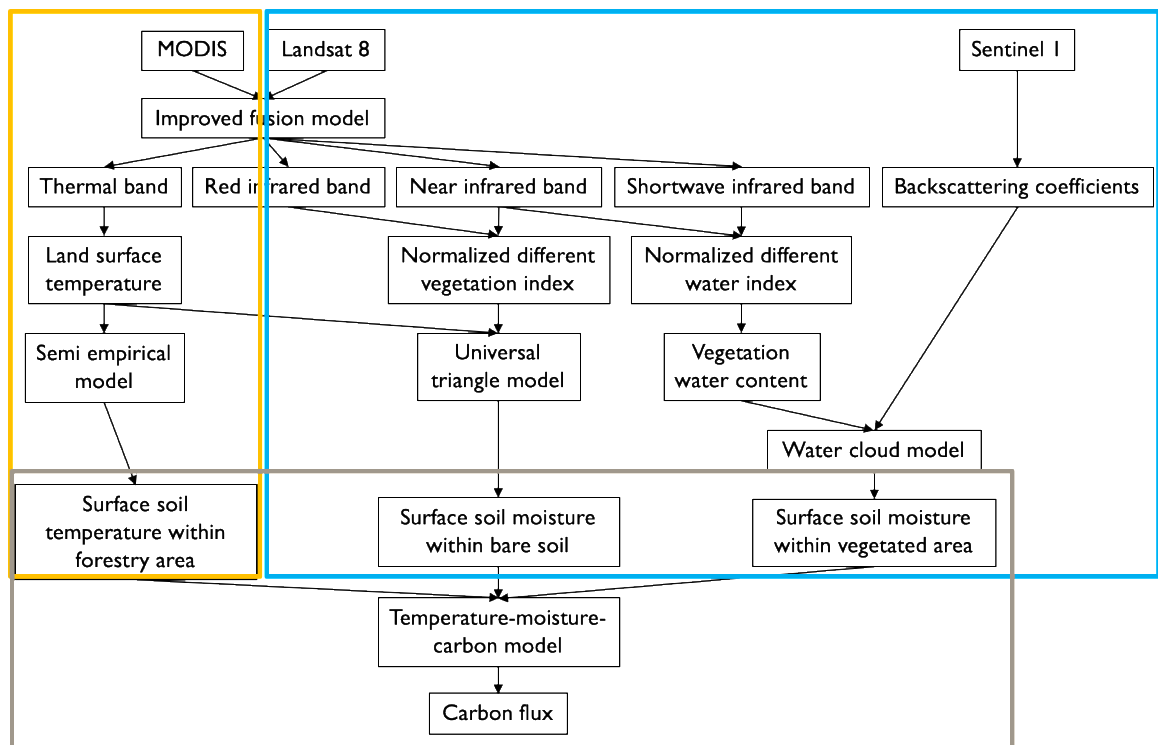 MODIS
Landsat 8
Sentinel 1
Improved fusion model
Thermal band
Red infrared band
Near infrared band
Shortwave infrared band
Backscattering coefficients
Land surface
temperature
Normalized different
vegetation index
Normalized different
water index
Semi empirical
model
Universal
triangle model
Vegetation
water content
Water cloud model
Surface soil
temperature within
forestry area
Surface soil moisture
within bare soil
Surface soil moisture
within vegetated area
Temperature-moisture-
carbon model
Carbon flux